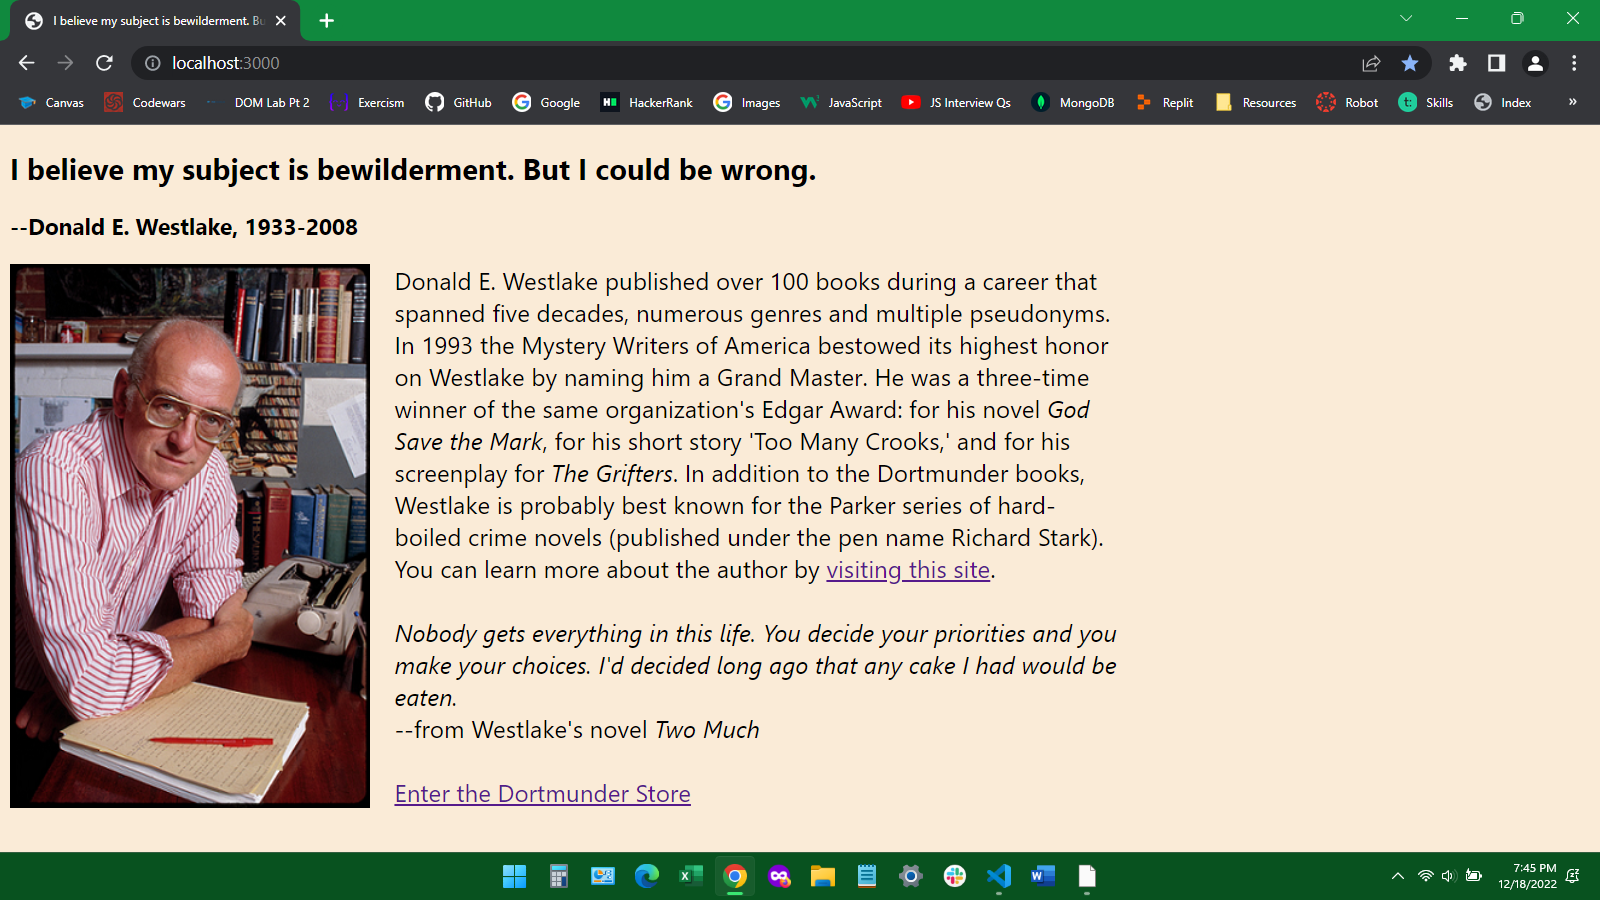 I believe my subject is bewilderment. Bu
localhost:3000
Canvas Codewars DOM Lab Pt 2 Exercism GitHub Google HackerRank Images JavaScript JS Interview Qs MongoDB Replit Resources Robot Skills Index »
I believe my subject is bewilderment. But I could be wrong.
--Donald E. Westlake, 1933-2008
Donald E. Westlake published over 100 books during a career that
spanned five decades, numerous genres and multiple pseudonyms.
In 1993 the Mystery Writers of America bestowed its highest honor
on Westlake by naming him a Grand Master. He was a three-time
winner of the same organization's Edgar Award: for his novel God
Save the Mark, for his short story 'Too Many Crooks,' and for his
screenplay for The Grifters. In addition to the Dortmunder books,
Westlake is probably best known for the Parker series of hard-
boiled crime novels (published under the pen name Richard Stark).
You can learn more about the author by visiting this site.
Nobody gets everything in this life. You decide your priorities and you
make your choices. I'd decided long ago that any cake I had would be
eaten.
--from Westlake's novel Two Much
Enter the Dortmunder Store
7:45 PM
12/18/2022